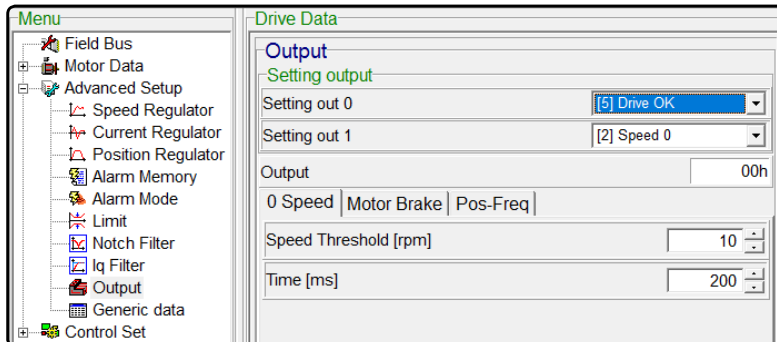 Menu
Field Bus
Motor Data
Advanced Setup
Speed Regulator
Current Regulator
Position Regulator
Alarm Memory
Alarm Mode
Limit
Notch Filter
Iq Filter
Output
Generic data
Control Set
Drive Data
Output
Setting output
Setting out 0 [5] Drive OK
Setting out 1 [2] Speed 0
Output 00h
0 Speed Motor Brake Pos-Freq
Speed Threshold [rpm] 10
Time [ms] 200